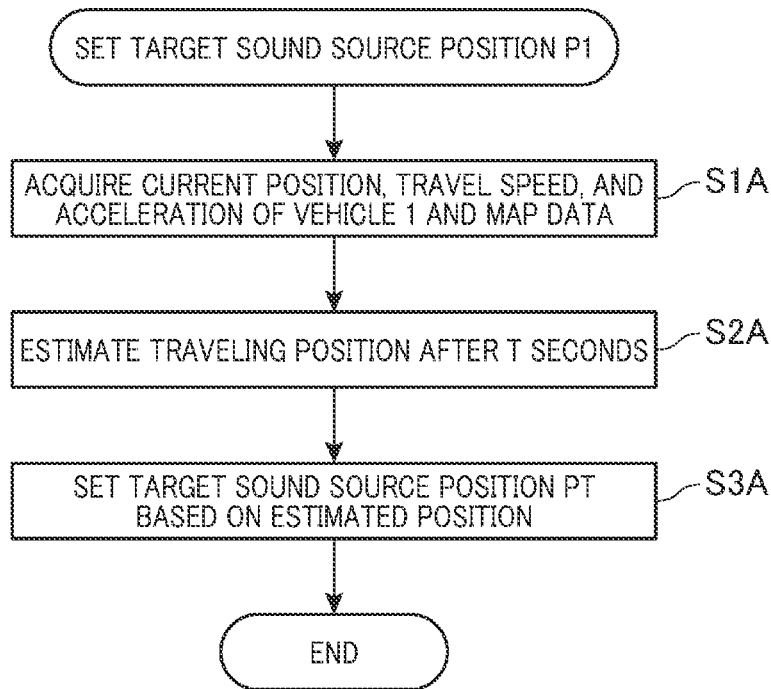 SET TARGET SOUND SOURCE POSITION P1
ACQUIRE CURRENT POSITION, TRAVEL SPEED, AND
ACCELERATION OF VEHICLE 1 AND MAP DATA
S1A
ESTIMATE TRAVELING POSITION AFTER T SECONDS
S2A
SET TARGET SOUND SOURCE POSITION PT
BASED ON ESTIMATED POSITION
S3A
END